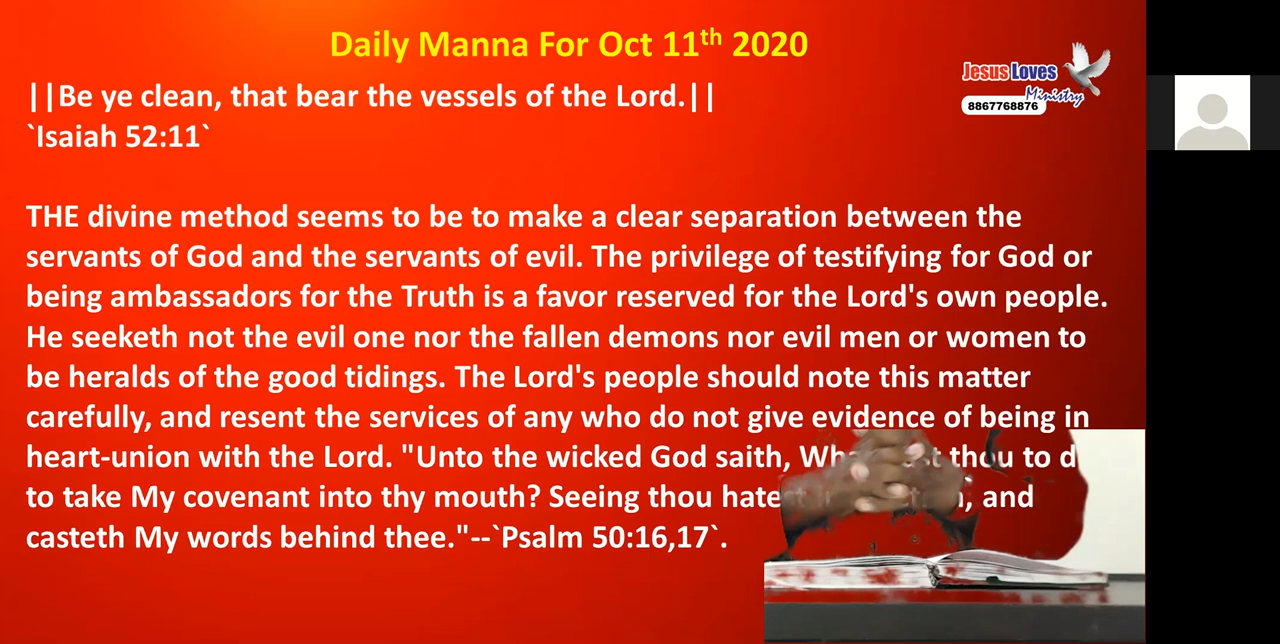 Daily Manna For Oct 11th 2020
Jesus Loves
Ministry
8867768876
||Be ye clean, that bear the vessels of the Lord.||
`Isaiah 52:11`
THE divine method seems to be to make a clear separation between the
servants of God and the servants of evil. The privilege of testifying for God or
being ambassadors for the Truth is a favor reserved for the Lord's own people.
He seeketh not the evil one nor the fallen demons nor evil men or women to
be heralds of the good tidings. The Lord's people should note this matter
carefully, and resent the services of any who do not give evidence of being in
heart-union with the Lord. "Unto the wicked God saith, thou to
to take My covenant into thy mouth? Seeing thou and
casteth My words behind thee."--`Psalm 50:16,17`.